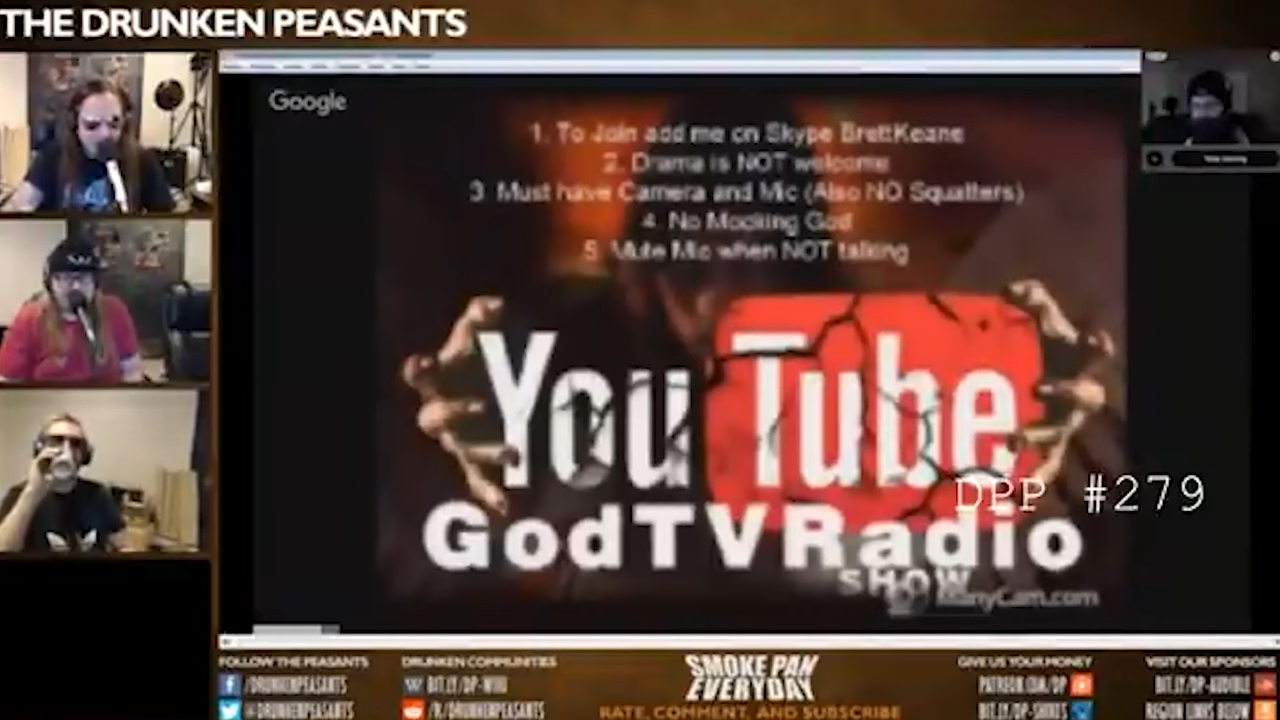 THE DRUNKEN PEASANTS
Google
1. To Join add me on Skype BrettKeane
2. Drama is NOT welcome
3 Must have Camera and Mic (Also NO Squatters)
4. No Mocking God
5. Mute Mic when NOT talking
You Tube
DPP #279
GodTVRadio
SHOW
ManyCam.com
FOLLOW THE PEASANTS
/DRUNKENPEASANTS
@DRUNKENPEASANTS
DRUNKEN COMMUNITIES
BIT.LY/DP-WIKI
/R/DRUNKENPEASANTS
SMOKE PAN
EVERYDAY
RATE, COMMENT, AND SUBSCRIBE
GIVE US YOUR MONEY
PATREON.COM/DP
BIT.LY/DP-SHIRTS
VISIT OUR SPONSORS
BIT.LY/DP-AUDIBLE
REGION LINKS BELOW